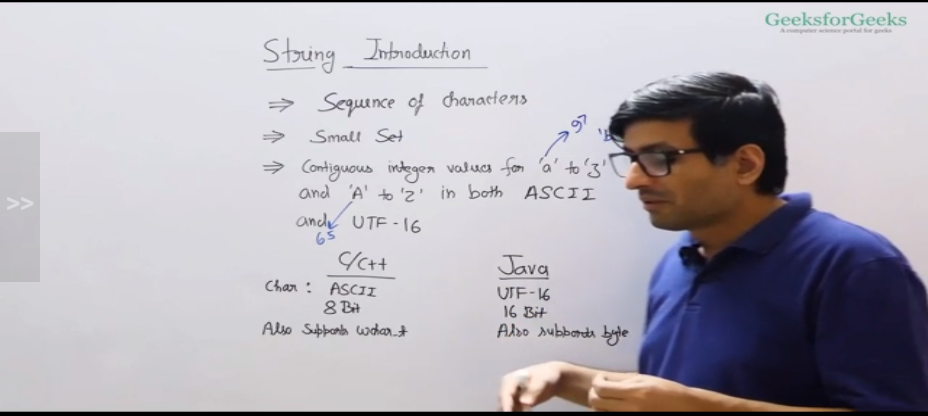 GeeksforGeeks
A computer science portal for geeks
String Introduction
⇒ Sequence of characters
⇒ Small Set
97
⇒ Contiguous integer values for 'a' to 'z'
and 'A' to 'Z' in both ASCII
and UTF-16
65
C/C++ Java
Char : ASCII UTF-16
8 Bit 16 Bit
Also Supports wchar_t Also supports byte
>>